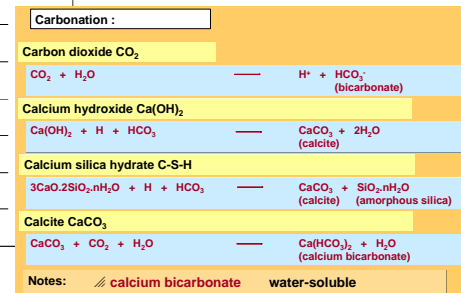 Carbonation :
Carbon dioxide CO₂
CO₂ + H₂O —— H⁺ + HCO₃⁻
(bicarbonate)
Calcium hydroxide Ca(OH)₂
Ca(OH)₂ + H + HCO₃ —— CaCO₃ + 2H₂O
(calcite)
Calcium silica hydrate C-S-H
3CaO.2SiO₂.nH₂O + H + HCO₃ —— CaCO₃ + SiO₂.nH₂O
(calcite) (amorphous silica)
Calcite CaCO₃
CaCO₃ + CO₂ + H₂O —— Ca(HCO₃)₂ + H₂O
(calcium bicarbonate)
Notes: calcium bicarbonate water-soluble